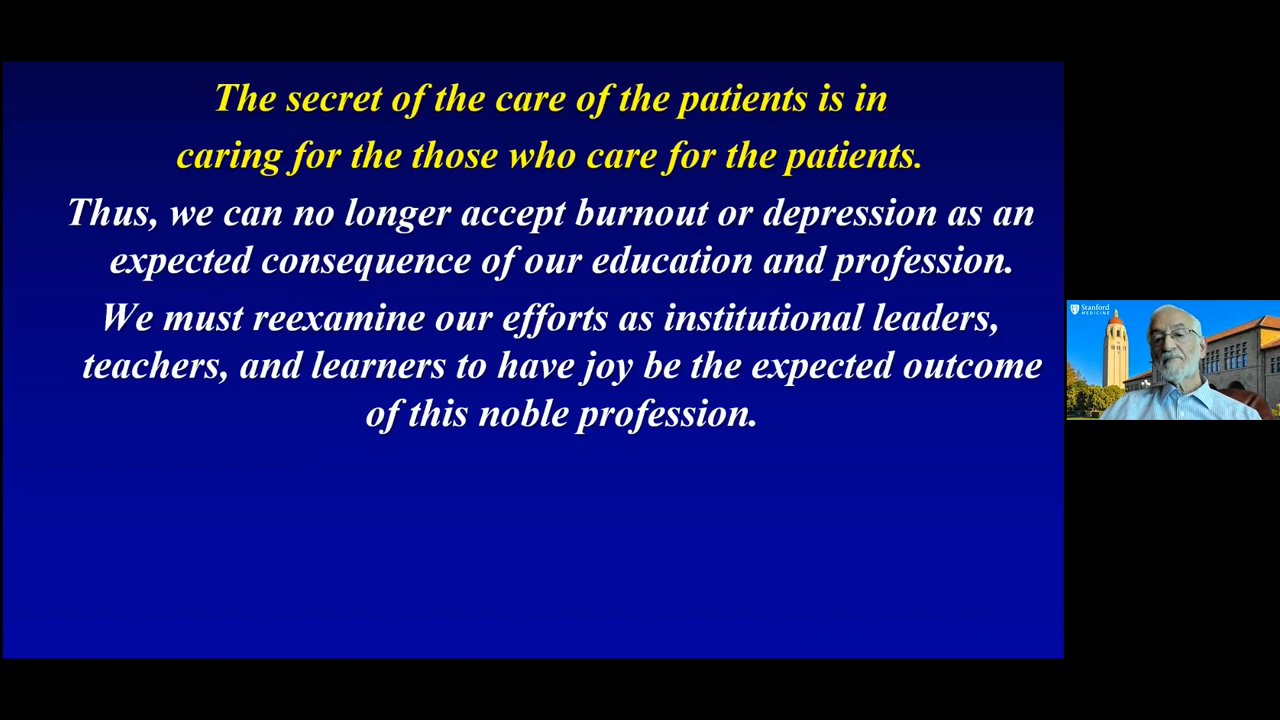 The secret of the care of the patients is in
caring for the those who care for the patients.
Thus, we can no longer accept burnout or depression as an
expected consequence of our education and profession.
We must reexamine our efforts as institutional leaders,
teachers, and learners to have joy be the expected outcome
of this noble profession.
Stanford
MEDICINE